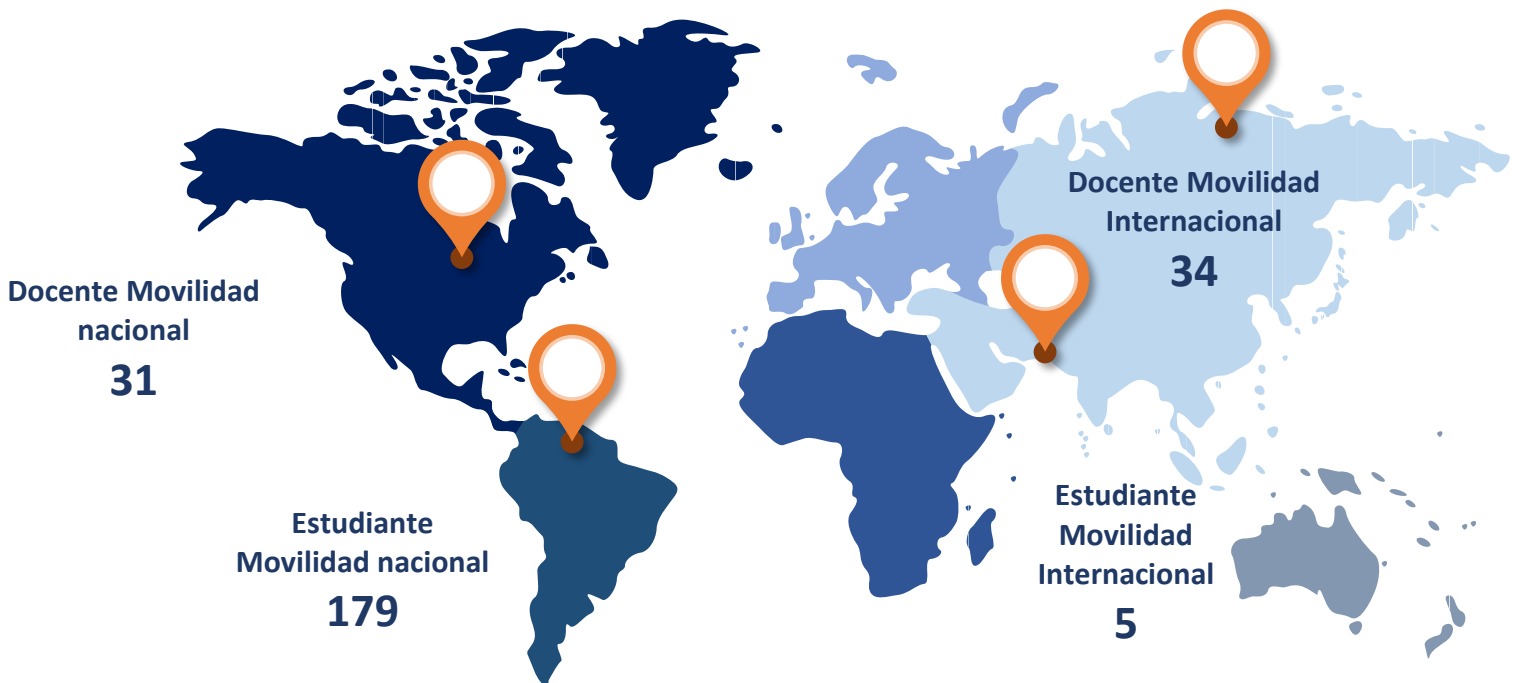 Docente Movilidad
nacional
31
Estudiante
Movilidad nacional
179
Docente Movilidad
Internacional
34
Estudiante
Movilidad
Internacional
5